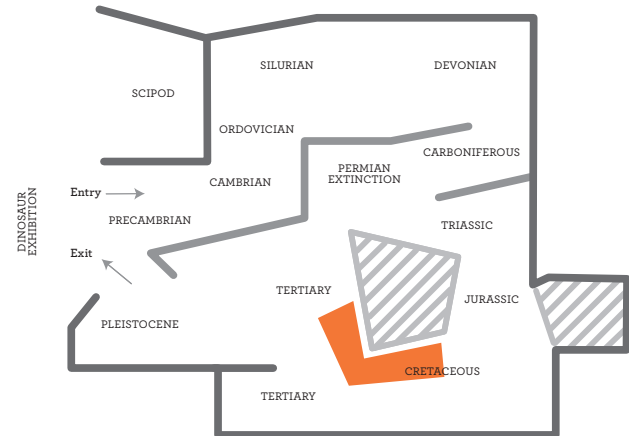 SILURIAN
DEVONIAN
SCIPOD
ORDOVICIAN
CARBONIFEROUS
PERMIAN
EXTINCTION
CAMBRIAN
DINOSAUR
EXHIBITION
Entry
PRECAMBRIAN
TRIASSIC
Exit
TERTIARY
JURASSIC
PLEISTOCENE
CRETACEOUS
TERTIARY